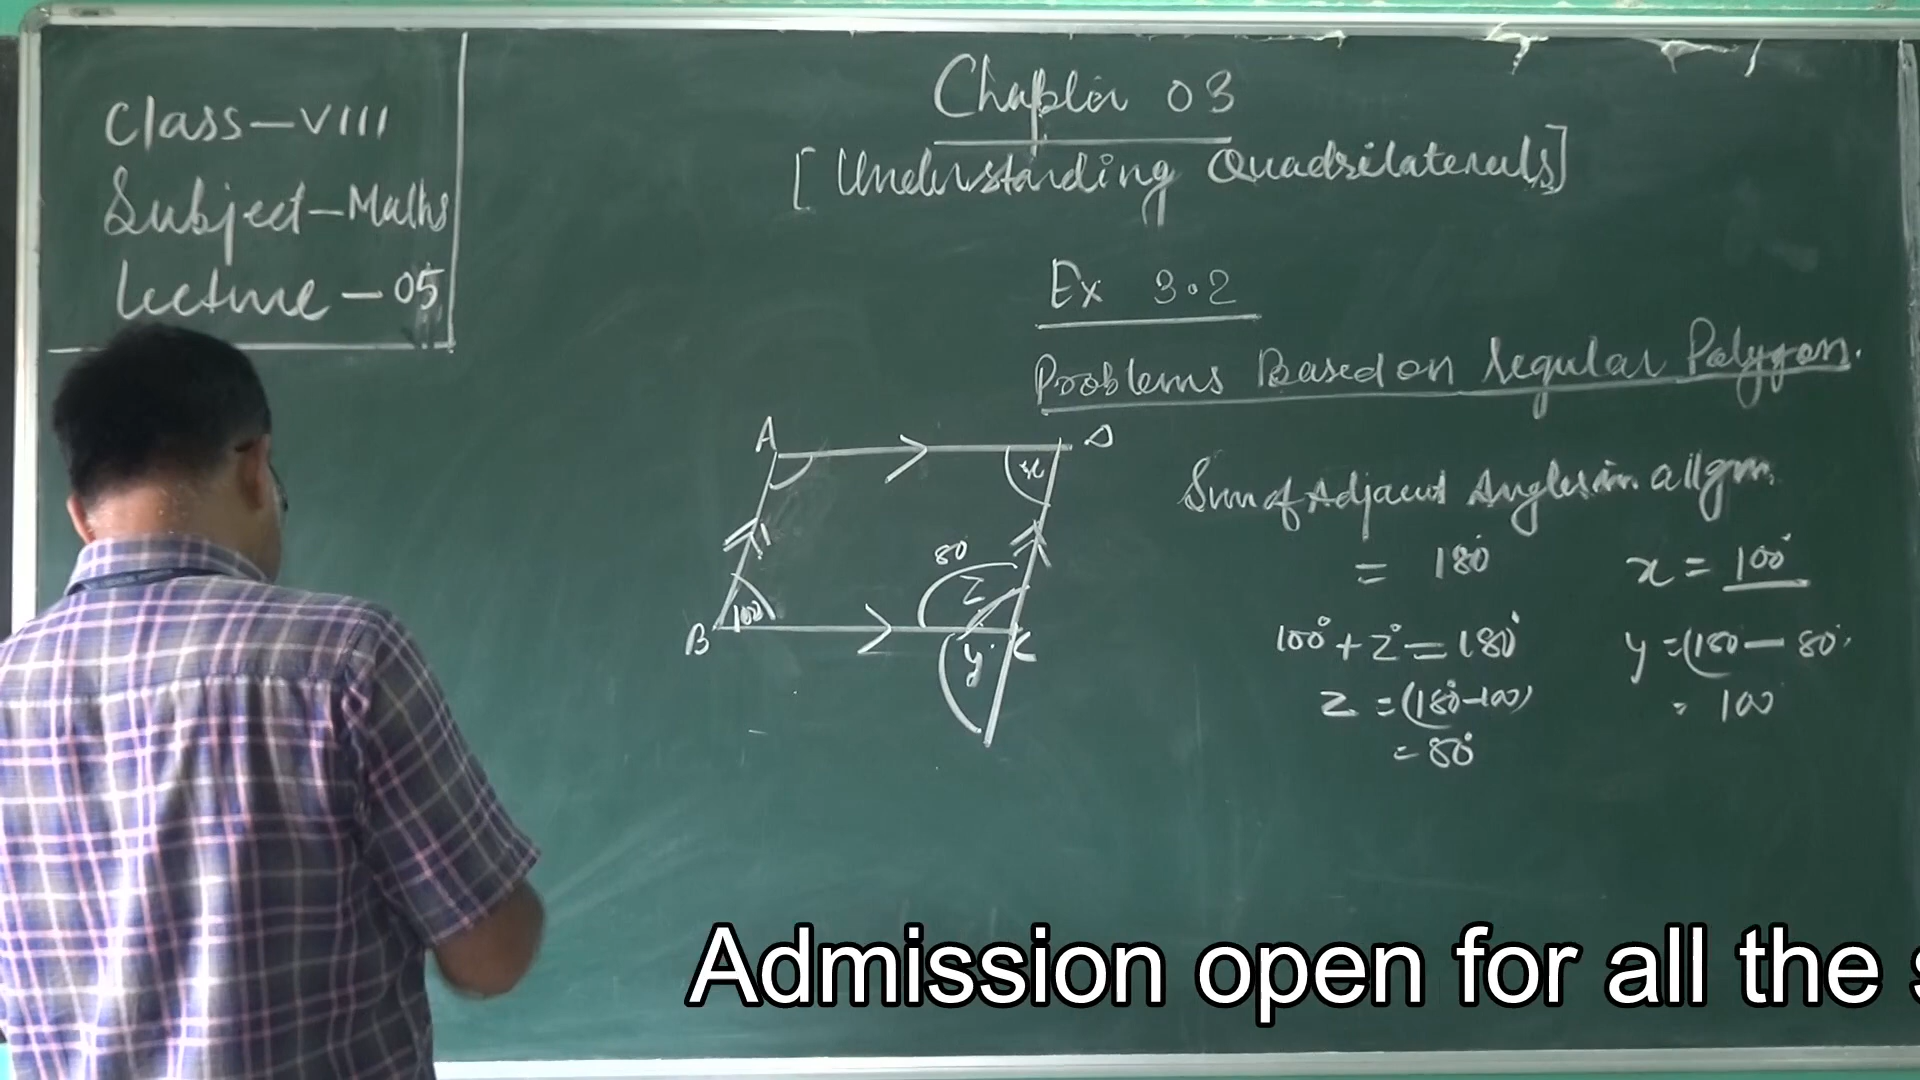 Class-VIII
Subject-Maths
Lecture-05
Chapter 03
[Understanding Quadrilaterals]
Ex 3.2
Problems Based on regular Polygon.
A
D
x
80°
z
100
B
y
C
Sum of Adjacent Angles in a llgm.
= 180°
100° + z° = 180°
z = (180°-100)
= 80°
x = 100°
y = (180 - 80°
= 100
Admission open for all the s